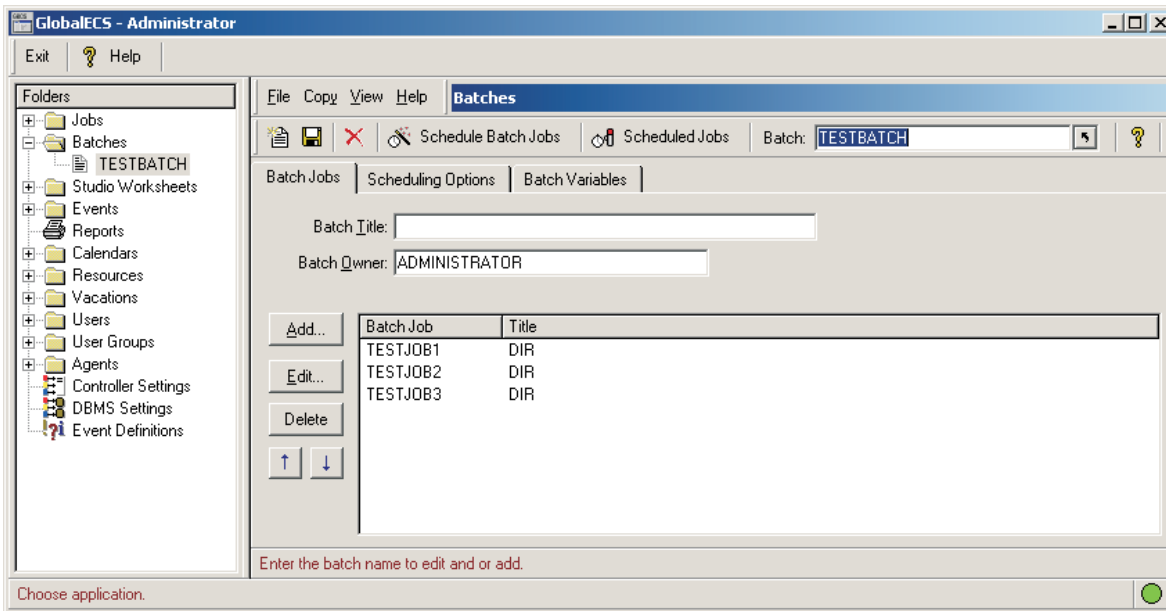 GlobalECS - Administrator
Exit Help
Folders
Jobs
Batches
TESTBATCH
Studio Worksheets
Events
Reports
Calendars
Resources
Vacations
Users
User Groups
Agents
Controller Settings
DBMS Settings
Event Definitions
File Copy View Help Batches
Schedule Batch Jobs Scheduled Jobs Batch: TESTBATCH
Batch Jobs Scheduling Options Batch Variables
Batch Title:
Batch Owner: ADMINISTRATOR
Add...
Edit...
Delete
Batch Job Title
TESTJOB1 DIR
TESTJOB2 DIR
TESTJOB3 DIR
Enter the batch name to edit and or add.
Choose application.